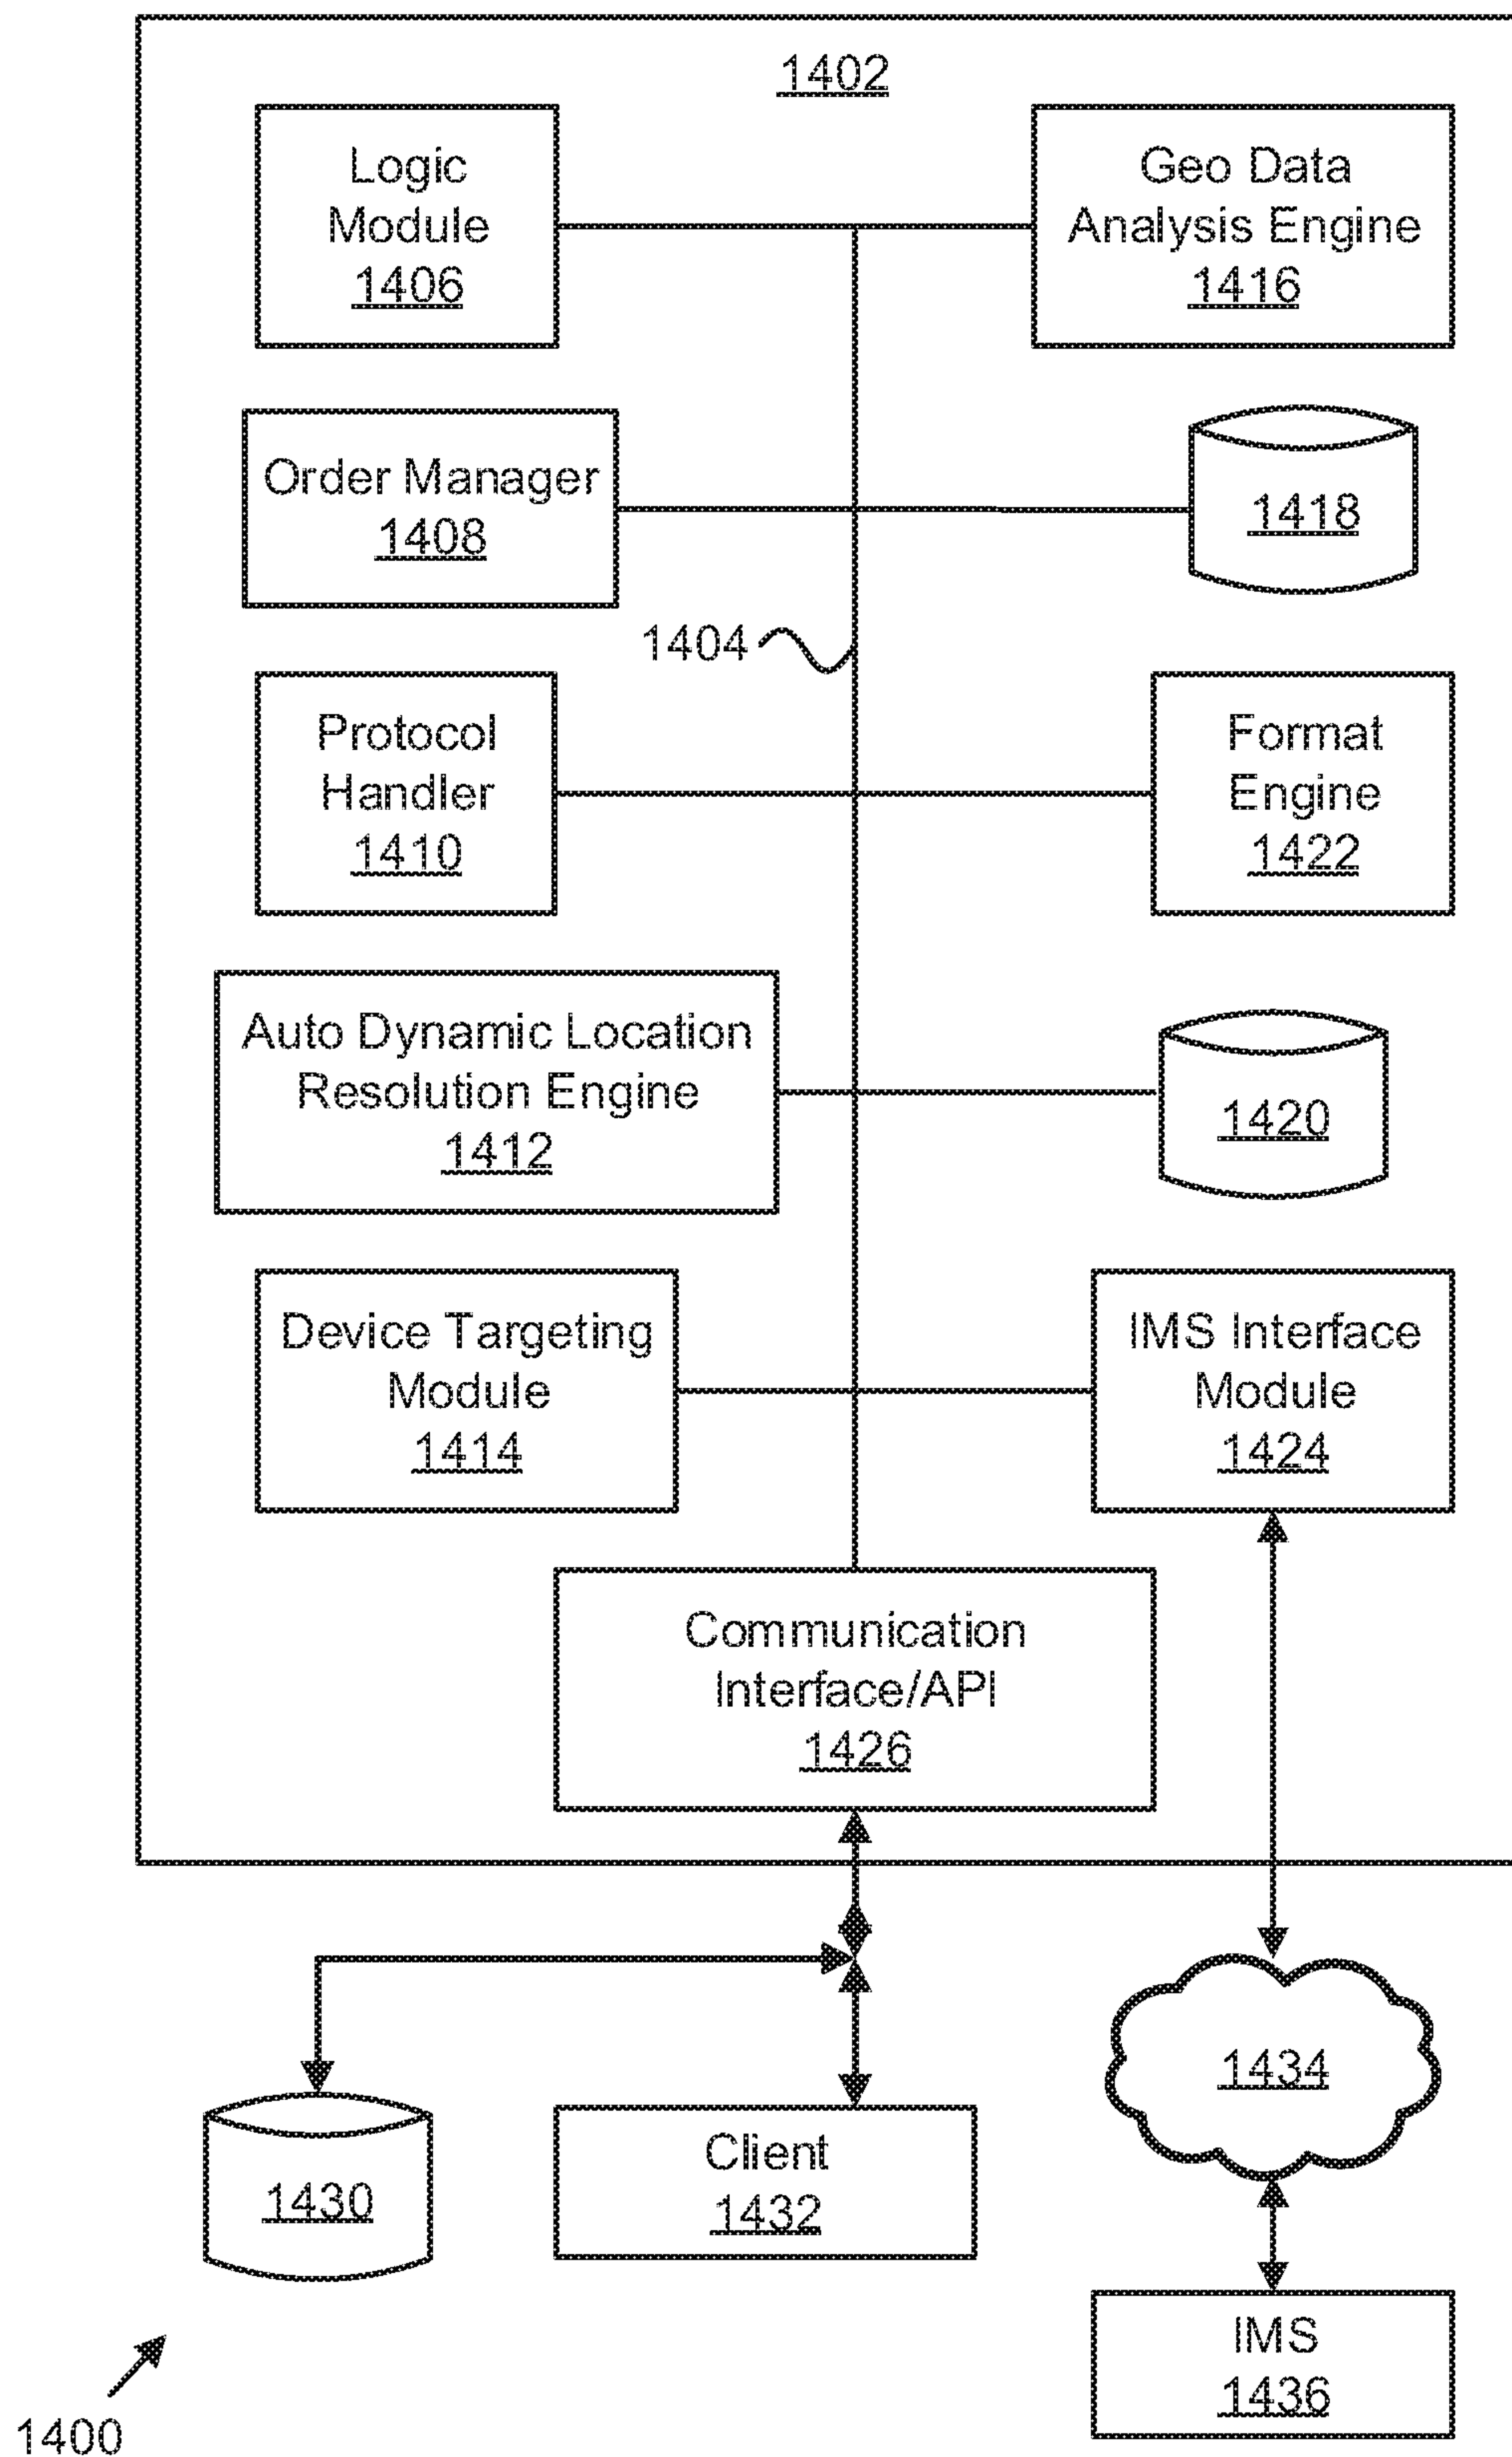 1402
Logic
Module
1406
Geo Data
Analysis Engine
1416
Order Manager
1408
1418
1404
Protocol
Handler
1410
Format
Engine
1422
Auto Dynamic Location
Resolution Engine
1412
1420
Device Targeting
Module
1414
IMS Interface
Module
1424
Communication
Interface/API
1426
1434
1430
Client
1432
IMS
1436
1400